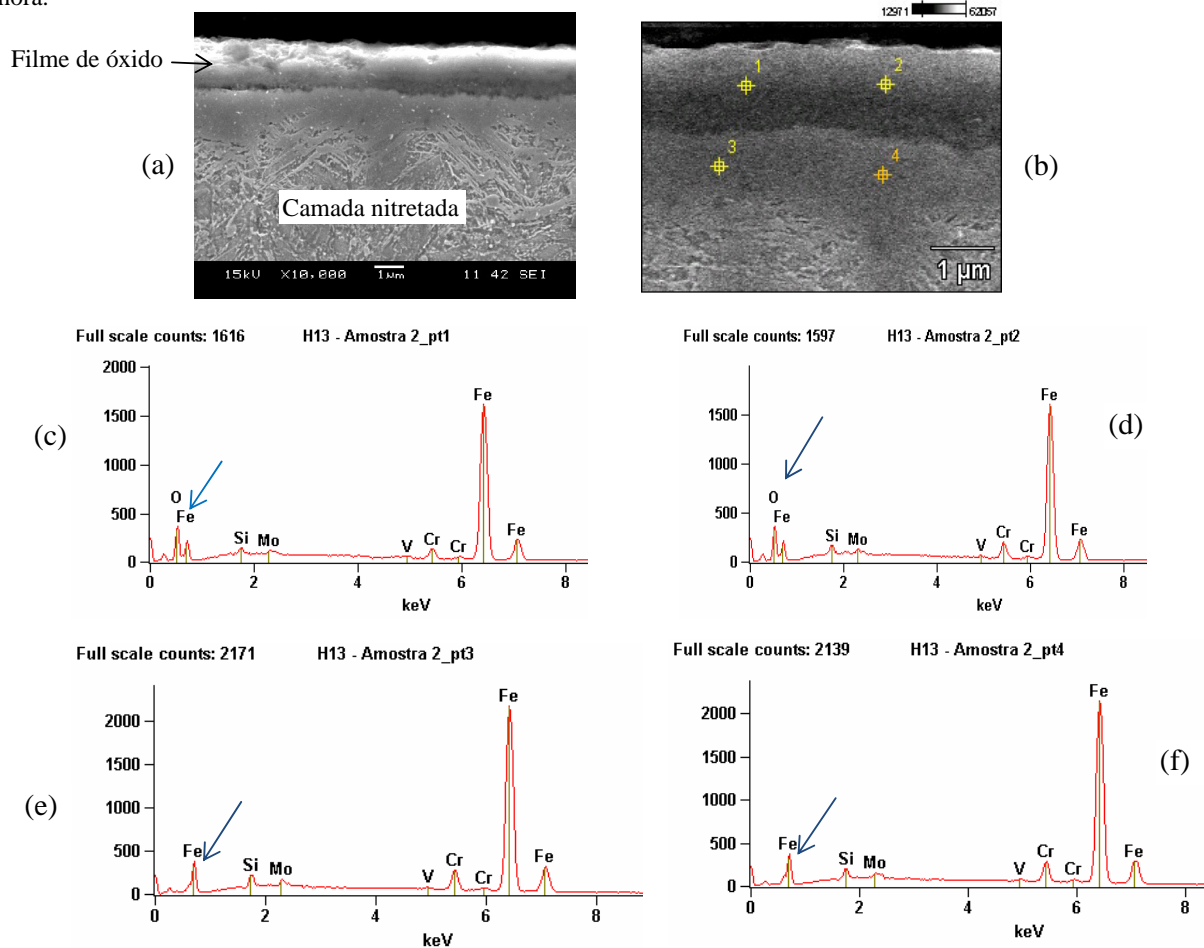 hora.
12971 62057
Filme de óxido
(a)
Camada nitretada
15kV X10,000 1µm 11 42 SEI
1
2
3
4
(b)
1 µm
Full scale counts: 1616 H13 - Amostra 2_pt1
2000
1500
1000
500
0
O
Fe
Si
Mo
V
Cr
Cr
Fe
Fe
0 2 4 6 8
keV
(c)
Full scale counts: 1597 H13 - Amostra 2_pt2
1500
1000
500
0
O
Fe
Si
Mo
V
Cr
Cr
Fe
Fe
0 2 4 6 8
keV
(d)
Full scale counts: 2171 H13 - Amostra 2_pt3
2000
1500
1000
500
0
Fe
Si
Mo
V
Cr
Cr
Fe
Fe
0 2 4 6 8
keV
(e)
Full scale counts: 2139 H13 - Amostra 2_pt4
2000
1500
1000
500
0
Fe
Si
Mo
V
Cr
Cr
Fe
Fe
0 2 4 6 8
keV
(f)